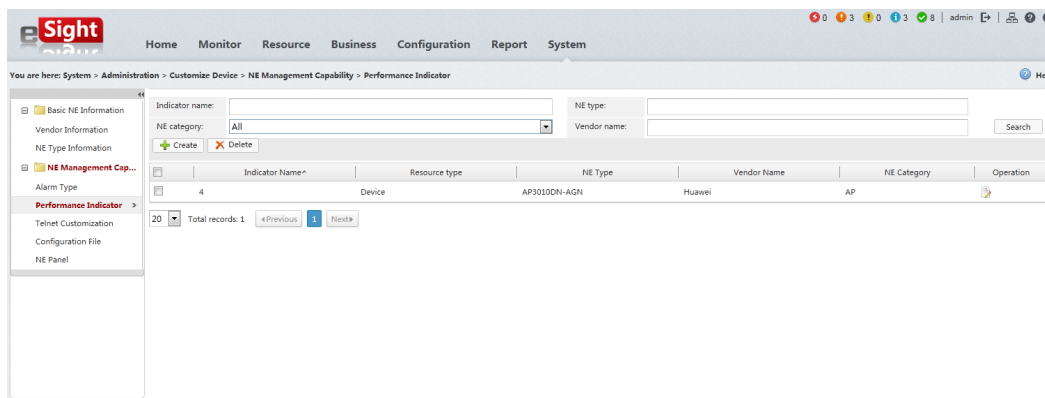 eSight
0 3 0 3 8 | admin
Home Monitor Resource Business Configuration Report System
You are here: System > Administration > Customize Device > NE Management Capability > Performance Indicator
Basic NE Information
Vendor Information
NE Type Information
NE Management Cap...
Alarm Type
Performance Indicator >
Telnet Customization
Configuration File
NE Panel
Indicator name: NE type:
NE category: All Vendor name: Search
Create Delete
Indicator Name Resource type NE Type Vendor Name NE Category Operation
4 Device AP3010DN-AGN Huawei AP
20 Total records: 1 Previous 1 Next